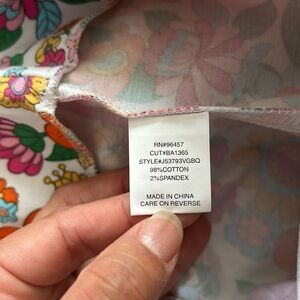 RN#96457
CUT#BA1365
STYLE#J53793VGBQ
98%COTTON
2%SPANDEX
MADE IN CHINA
CARE ON REVERSE